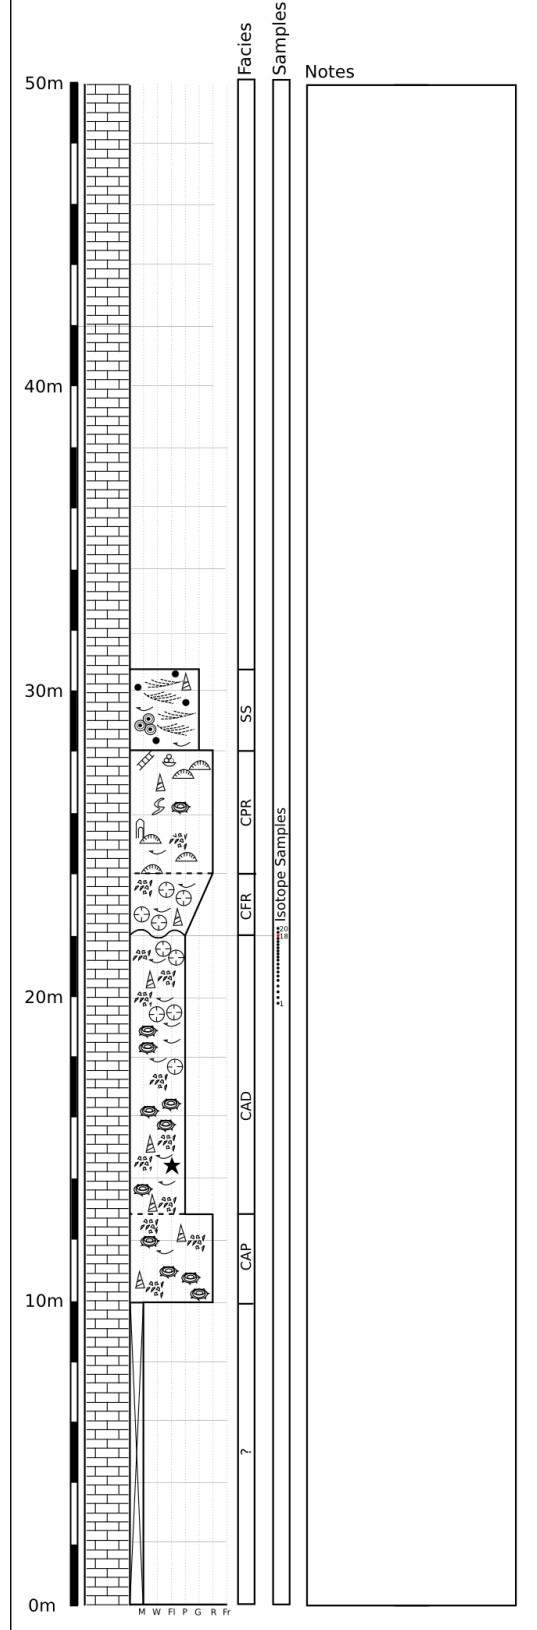 Facies
Samples
Notes
50m
40m
30m
SS
CPR
Isotope Samples
CFR
20
18
20m
1
CAD
CAP
10m
?
0m
M W Fl P G R Fr